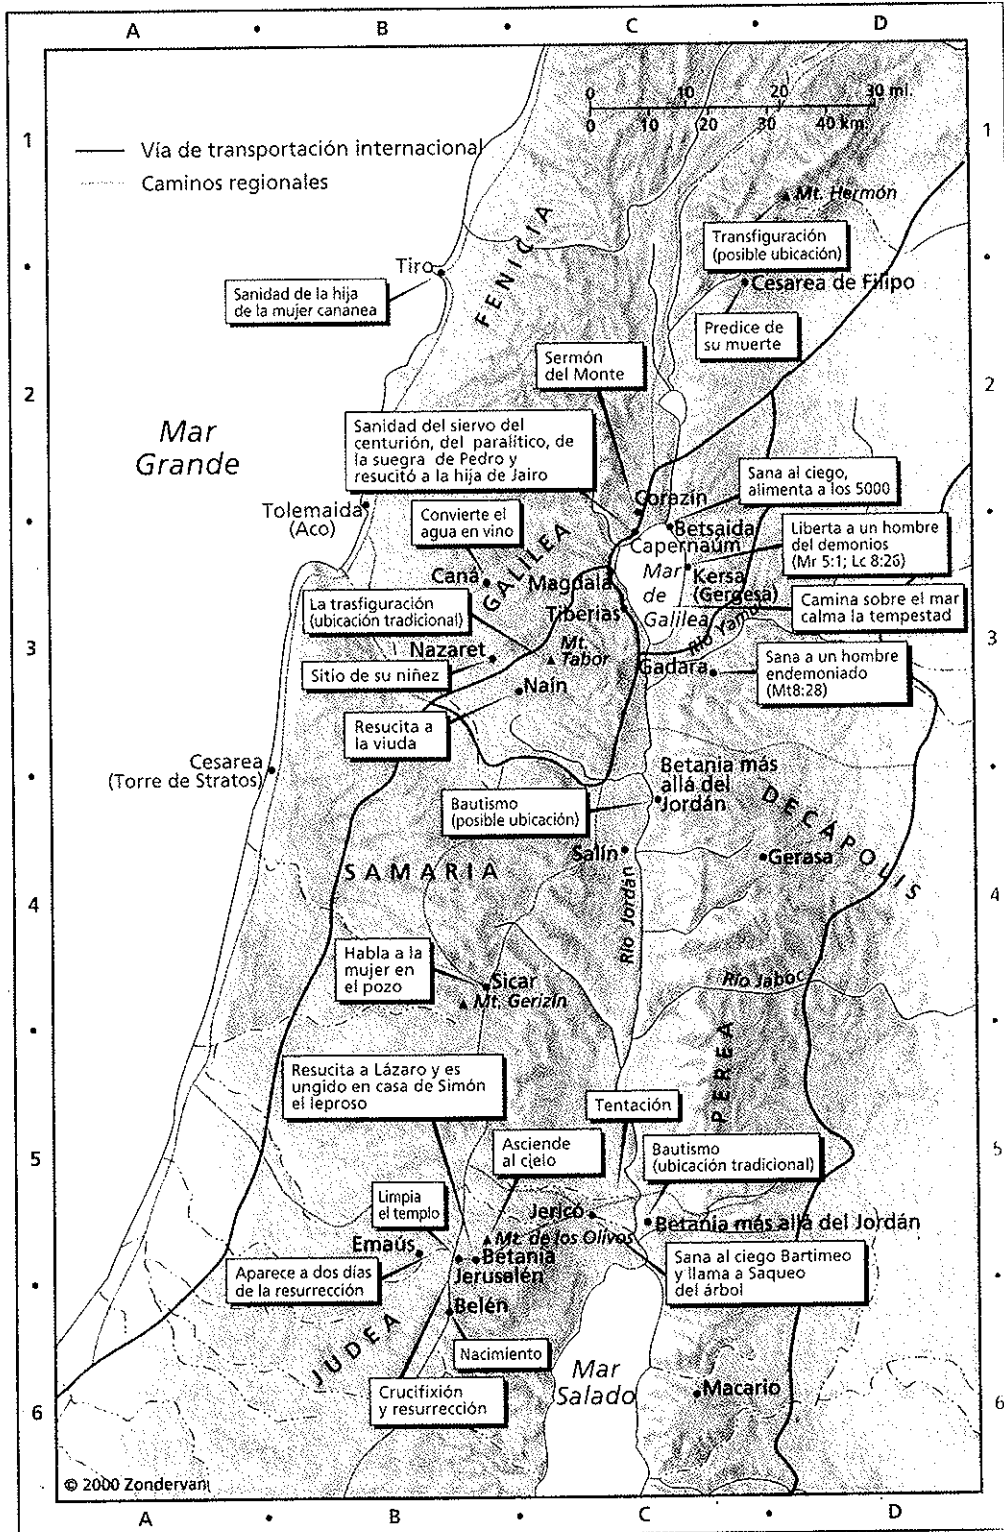 A
B
C
D
0 10 20 30 mi.
0 10 20 30 40 km.
1
1
Vía de transportación internacional
Caminos regionales
Mt. Hermón
FENICIA
Transfiguración
(posible ubicación)
Tiro
Cesarea de Filipo
Sanidad de la hija
de la mujer cananea
Predice de
su muerte
Sermón
del Monte
2
2
Mar
Grande
Sanidad del siervo del
centurión, del paralítico, de
la suegra de Pedro y
resucitó a la hija de Jairo
Sana al ciego,
alimenta a los 5000
Corazín
Tolemaida
(Aco)
Convierte el
agua en vino
Betsaida
Capernaúm
Liberta a un hombre
del demonios
(Mr 5:1; Lc 8:26)
GALILEA
Caná
Magdala
Mar
de
Galilea
Kersa
(Gergesa)
La trasfiguración
(ubicación tradicional)
Tiberias
Camina sobre el mar
calma la tempestad
Río Yarmu
3
3
Nazaret
Mt.
Tabor
Gadara
Sana a un hombre
endemoniado
(Mt8:28)
Sitio de su niñez
Naín
Resucita a
la viuda
Cesarea
(Torre de Stratos)
Betania más
allá del
Jordán
Bautismo
(posible ubicación)
DECÁPOLIS
Salín
Gerasa
SAMARIA
4
4
Río Jordán
Habla a la
mujer en
el pozo
Sicar
Mt. Gerizín
Río Jaboc
PEREA
Resucita a Lázaro y es
ungido en casa de Simón
el leproso
Tentación
5
5
Asciende
al cielo
Bautismo
(ubicación tradicional)
Limpia
el templo
Jericó
Betania más allá del Jordán
Mt. de los Olivos
Emaús
Betania
Jerusalén
Aparece a dos días
de la resurrección
Sana al ciego Bartimeo
y llama a Saqueo
del árbol
Belén
JUDEA
Nacimiento
Mar
Salado
Macario
Crucifixión
y resurrección
6
6
© 2000 Zondervan
A
B
C
D